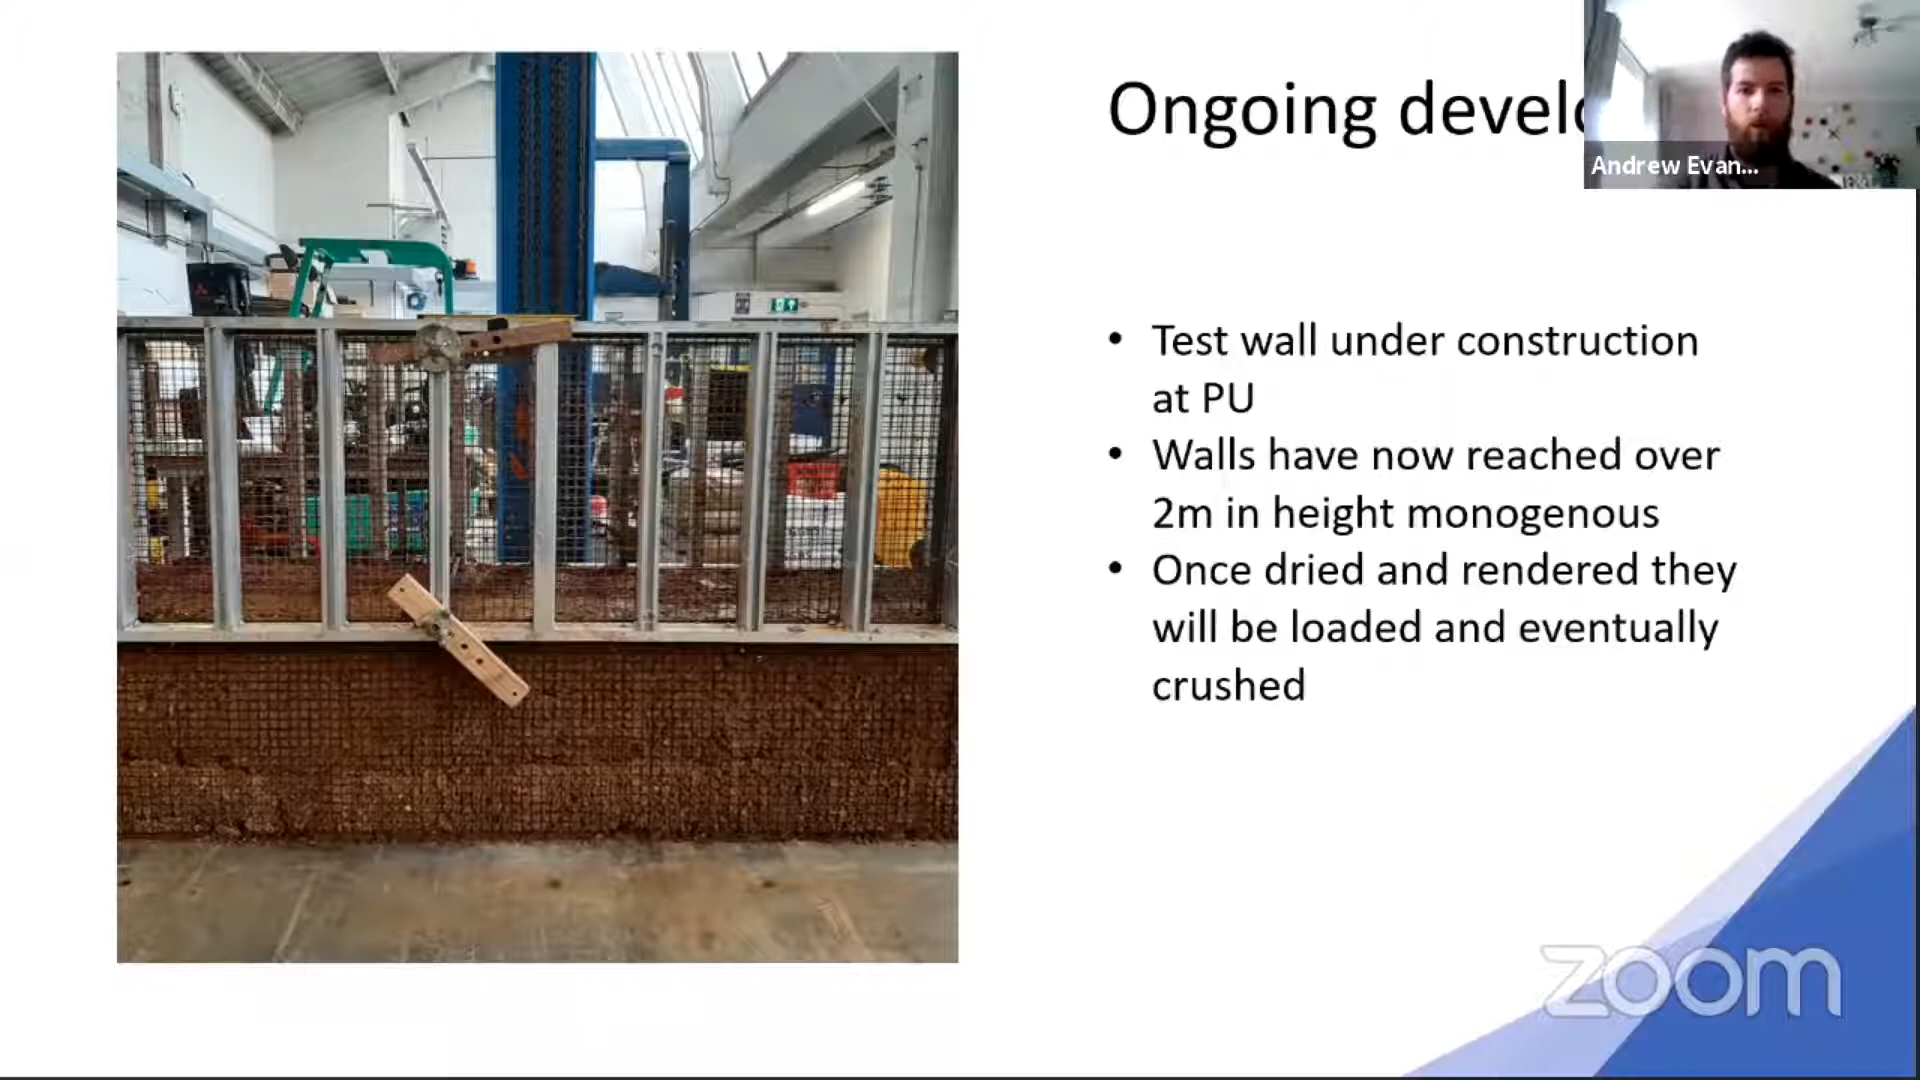 Ongoing develo
Andrew Evan...
• Test wall under construction
at PU
• Walls have now reached over
2m in height monogenous
• Once dried and rendered they
will be loaded and eventually
crushed
zoom